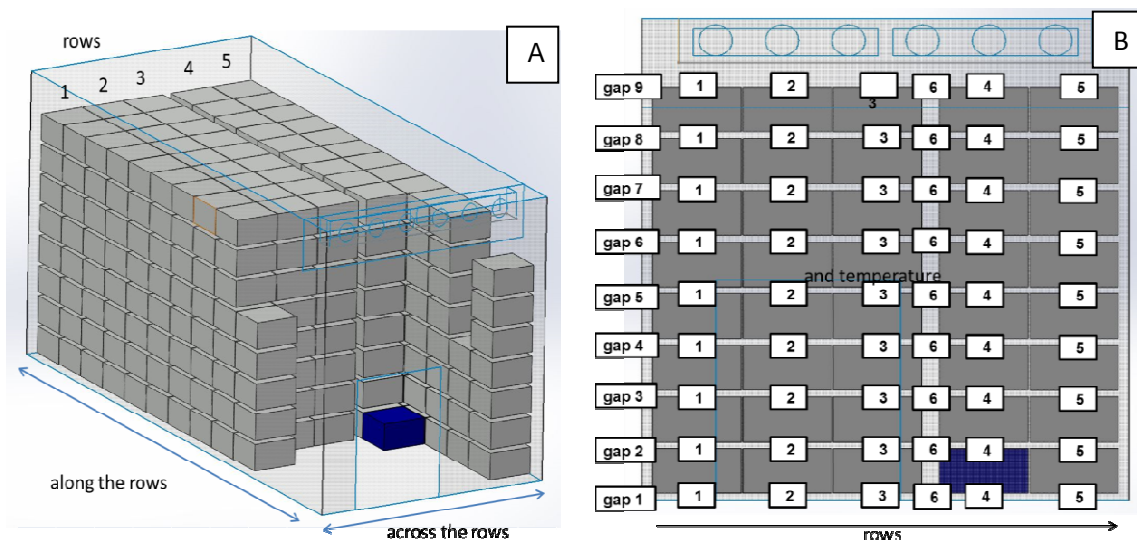 rows
A
1 2 3 4 5
along the rows
across the rows
B
gap 9 1 2 3 6 4 5
gap 8 1 2 3 6 4 5
gap 7 1 2 3 6 4 5
gap 6 1 2 3 6 4 5
and temperature
gap 5 1 2 3 6 4 5
gap 4 1 2 3 6 4 5
gap 3 1 2 3 6 4 5
gap 2 1 2 3 6 4 5
gap 1 1 2 3 6 4 5
rows